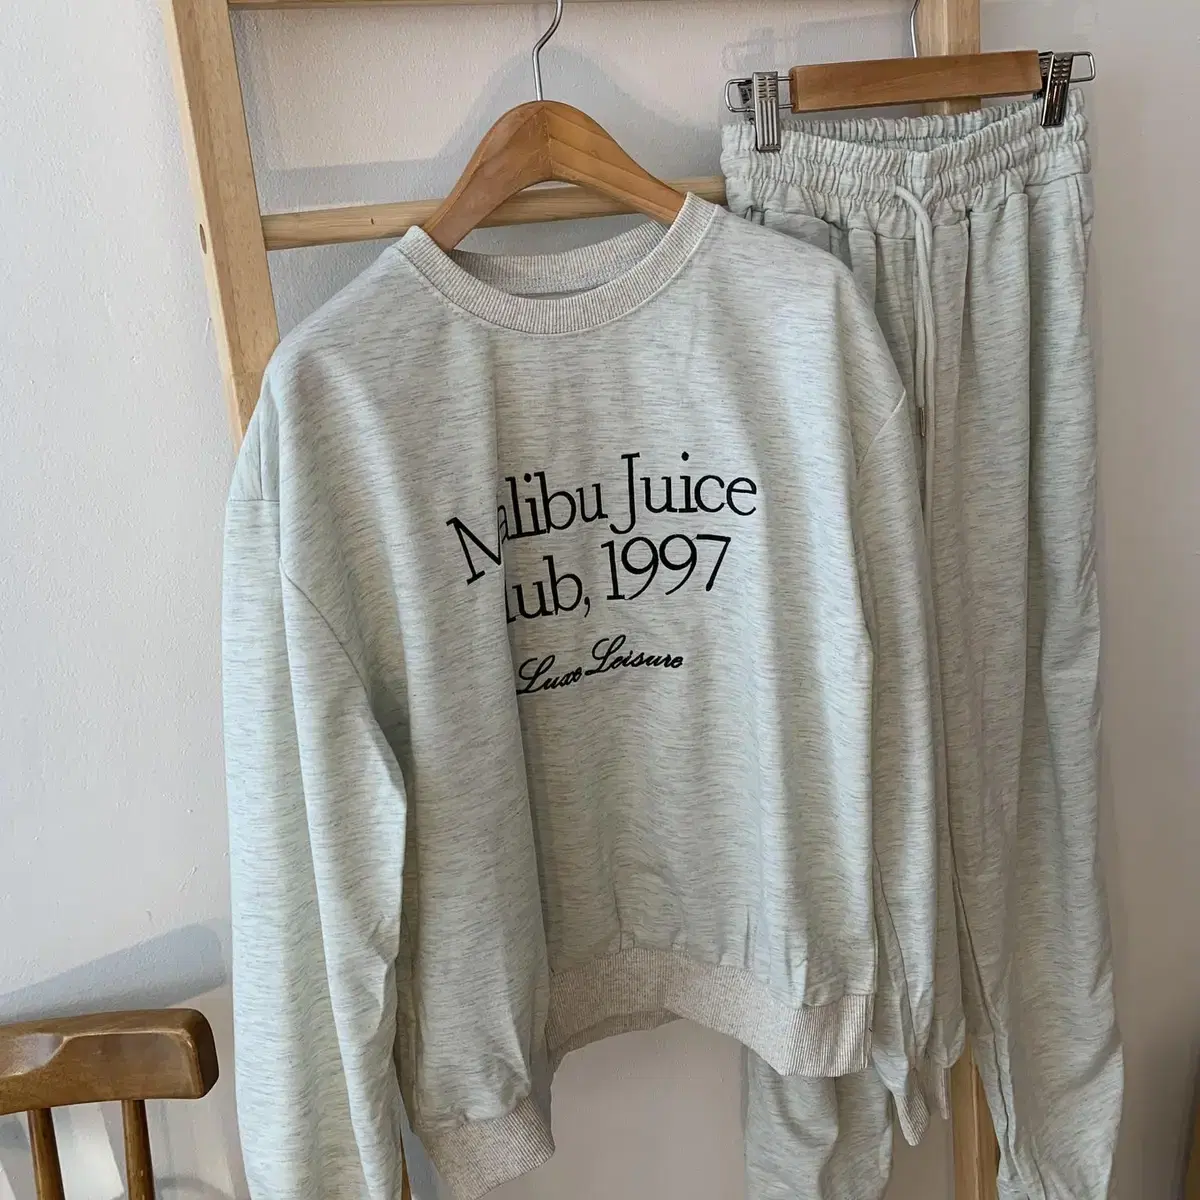 Malibu Juice
Club, 1997
Luxe Leisure